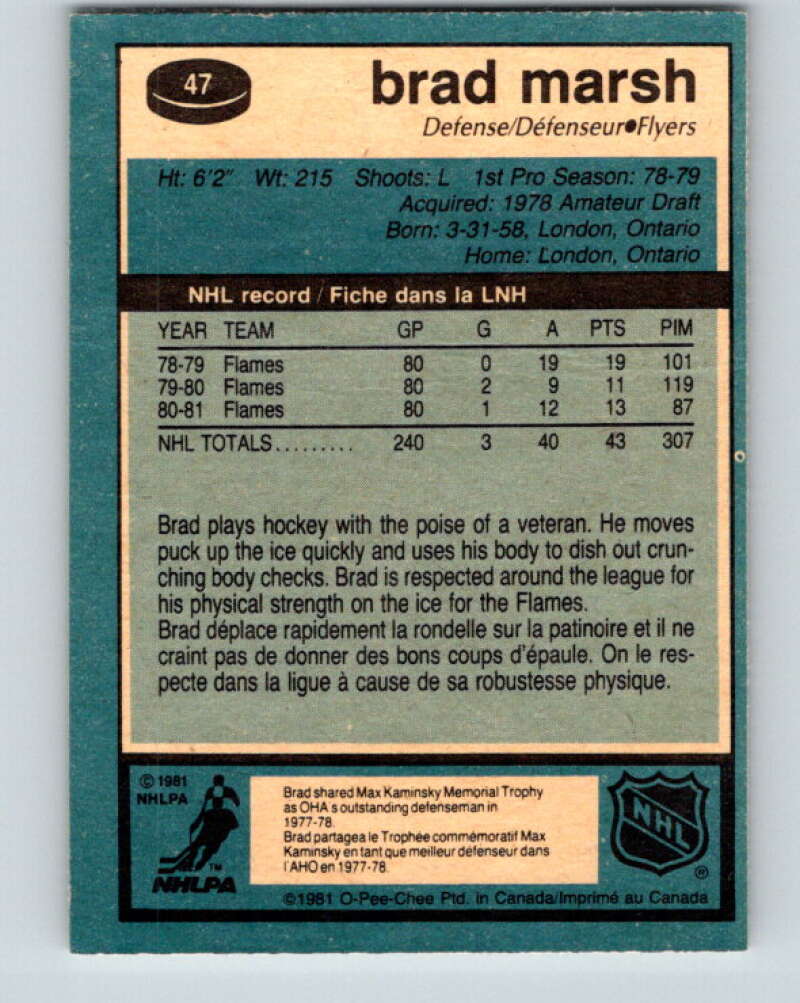 47
brad marsh
Defense/Défenseur●Flyers
Ht: 6'2" Wt: 215 Shoots: L 1st Pro Season: 78-79
Acquired: 1978 Amateur Draft
Born: 3-31-58, London, Ontario
Home: London, Ontario
NHL record / Fiche dans la LNH
YEAR TEAM GP G A PTS PIM
78-79 Flames 80 0 19 19 101
79-80 Flames 80 2 9 11 119
80-81 Flames 80 1 12 13 87
NHL TOTALS......... 240 3 40 43 307
Brad plays hockey with the poise of a veteran. He moves
puck up the ice quickly and uses his body to dish out crun-
ching body checks. Brad is respected around the league for
his physical strength on the ice for the Flames.
Brad déplace rapidement la rondelle sur la patinoire et il ne
craint pas de donner des bons coups d'épaule. On le res-
pecte dans la ligue à cause de sa robustesse physique.
© 1981
NHLPA
TM
NHLPA
Brad shared Max Kaminsky Memorial Trophy
as OHA s outstanding defenseman in
1977-78.
Brad partagea le Trophée commémoratif Max
Kaminsky en tant que meilleur défenseur dans
l'AHO en 1977-78.
NHL
®
©1981 O-Pee-Chee Ptd. in Canada/Imprimé au Canada